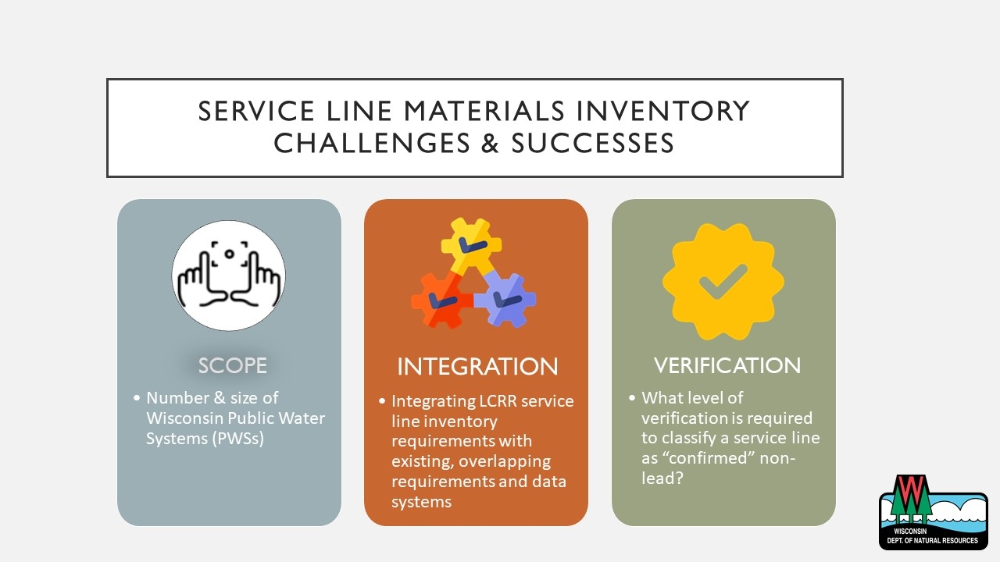 SERVICE LINE MATERIALS INVENTORY
CHALLENGES & SUCCESSES
SCOPE
• Number & size of
Wisconsin Public Water
Systems (PWSs)
INTEGRATION
• Integrating LCRR service
line inventory
requirements with
existing, overlapping
requirements and data
systems
VERIFICATION
• What level of
verification is required
to classify a service line
as “confirmed” non-
lead?
W
WISCONSIN
DEPT. OF NATURAL RESOURCES